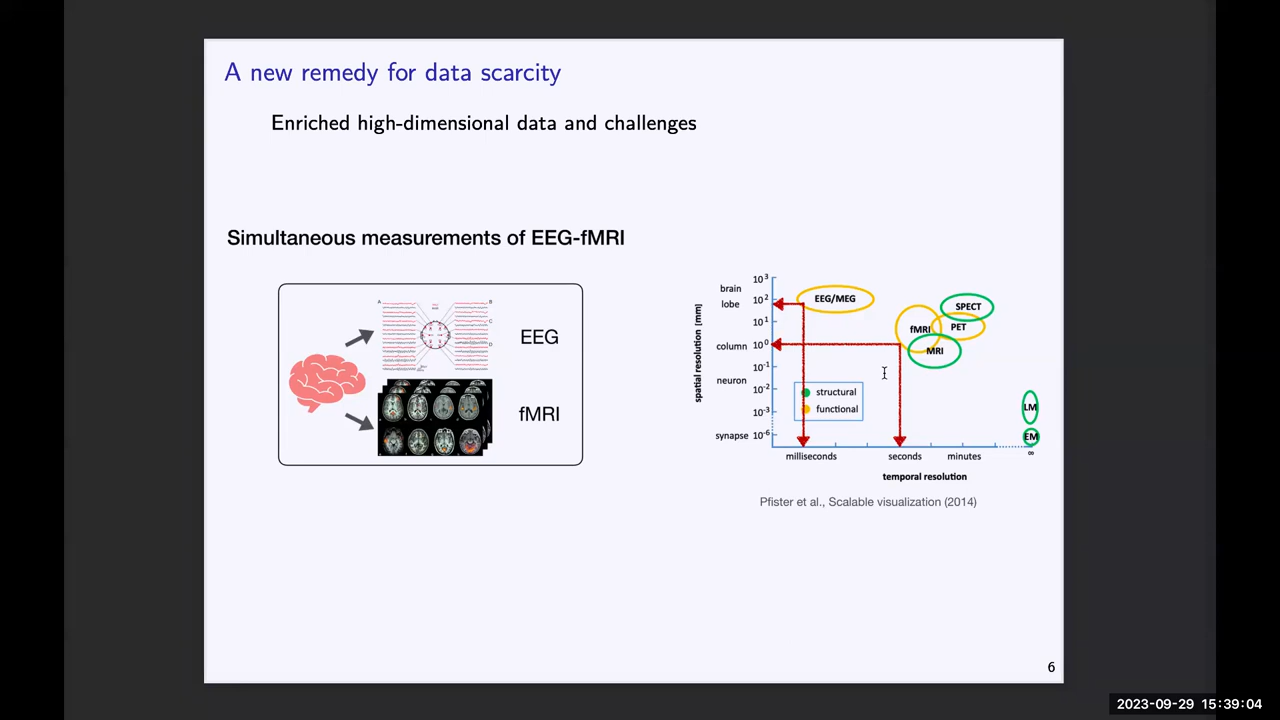 A new remedy for data scarcity
Enriched high-dimensional data and challenges
Simultaneous measurements of EEG-fMRI
A
B
C
D
EEG
fMRI
spatial resolution [mm]
brain
lobe
column
neuron
synapse
10³
10²
10¹
10⁰
10⁻¹
10⁻²
10⁻³
10⁻⁶
EEG/MEG
SPECT
fMRI
PET
MRI
structural
functional
LM
EM
milliseconds
seconds
minutes
∞
temporal resolution
Pfister et al., Scalable visualization (2014)
6
2023-09-29 15:39:04